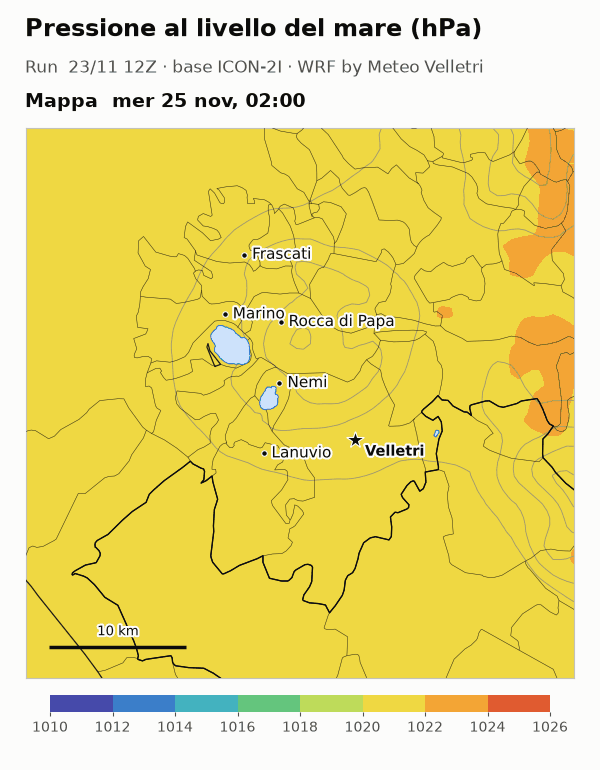 Pressione al livello del mare (hPa)
Run  23/11 12Z · base ICON-2I · WRF by Meteo Velletri
Mappa  mer 25 nov, 02:00
Frascati
Marino
Rocca di Papa
Nemi
Velletri
Lanuvio
10 km
1010 1012 1014 1016 1018 1020 1022 1024 1026